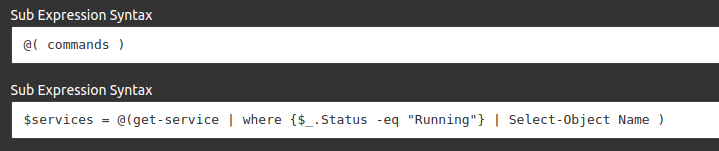 Sub Expression Syntax
@( commands )
Sub Expression Syntax
$services = @(get-service | where {$_.Status -eq "Running"} | Select-Object Name )